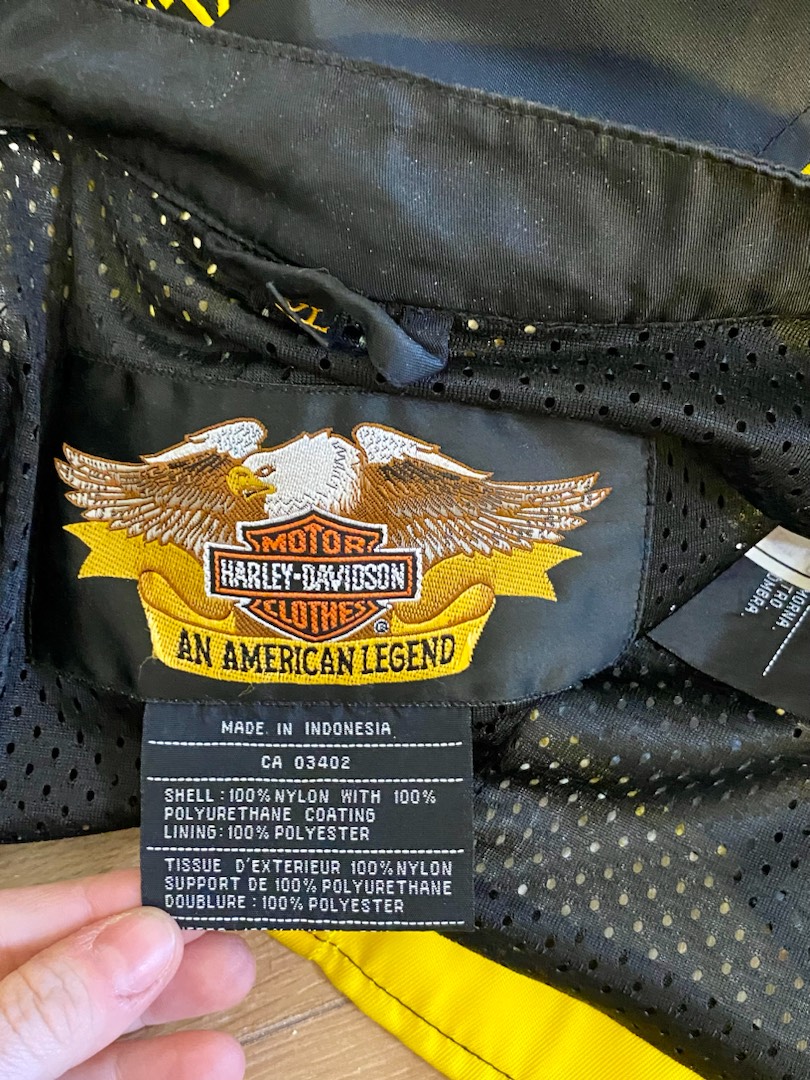 MOTOR
HARLEY-DAVIDSON
CLOTHES
®
AN AMERICAN LEGEND
MADE IN INDONESIA
CA 03402
SHELL : 100% NYLON WITH 100%
POLYURETHANE COATING
LINING : 100% POLYESTER
TISSUE D'EXTERIEUR 100% NYLON
SUPPORT DE 100% POLYURETHANE
DOUBLURE : 100% POLYESTER
OMBRA.